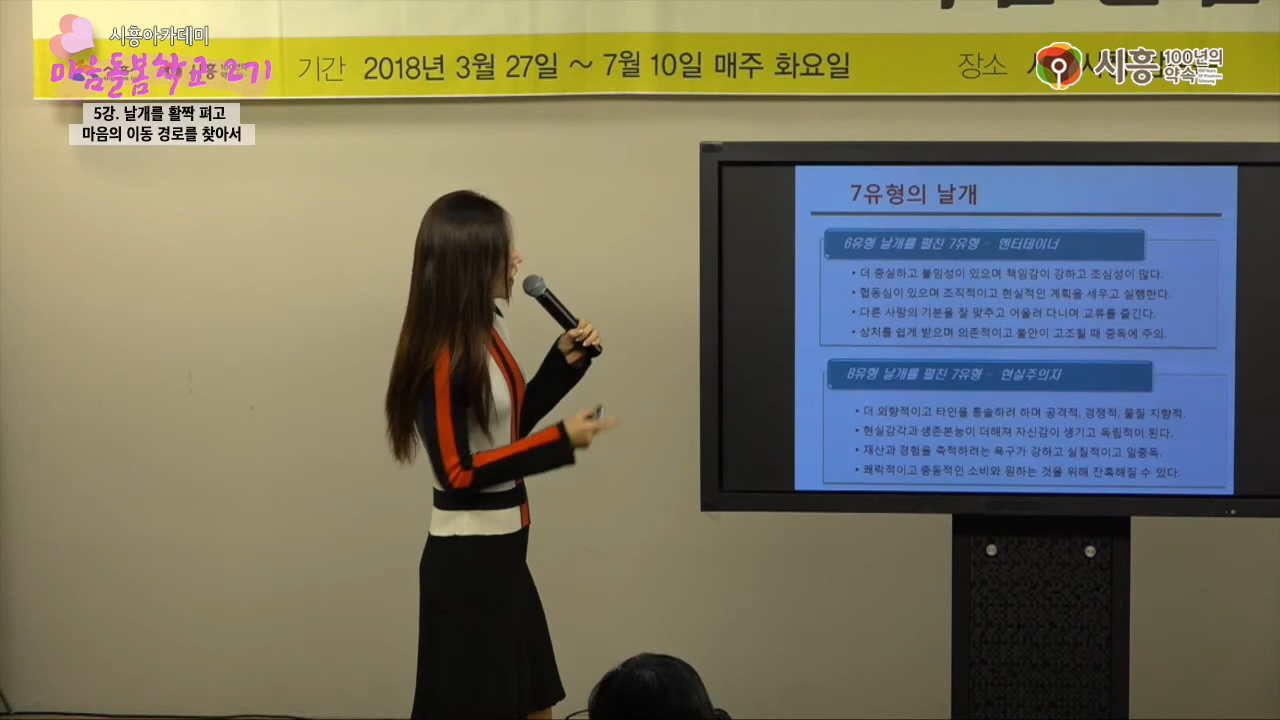 시흥아카데미
마음돌봄학교 2기
5강. 날개를 활짝 펴고
마음의 이동 경로를 찾아서
기간 2018년 3월 27일 ~ 7월 10일 매주 화요일
장소
시흥 100년의
약속
7유형의 날개
6유형 날개를 펼친 7유형 - 엔터테이너
• 더 충실하고 붙임성이 있으며 책임감이 강하고 조심성이 많다.
• 협동심이 있으며 조직적이고 현실적인 계획을 세우고 실행한다.
• 다른 사람의 기분을 잘 맞추고 어울려 다니며 교류를 즐긴다.
• 상처를 쉽게 받으며 의존적이고 불안이 고조될 때 중독에 주의.
8유형 날개를 펼친 7유형 - 현실주의자
• 더 외향적이고 타인을 통솔하려 하며 공격적, 경쟁적, 물질 지향적.
• 현실감각과 생존본능이 더해져 자신감이 생기고 독립적이 된다.
• 재산과 경험을 축적하려는 욕구가 강하고 실질적이고 일중독.
• 쾌락적이고 충동적인 소비와 원하는 것을 위해 잔혹해질 수 있다.